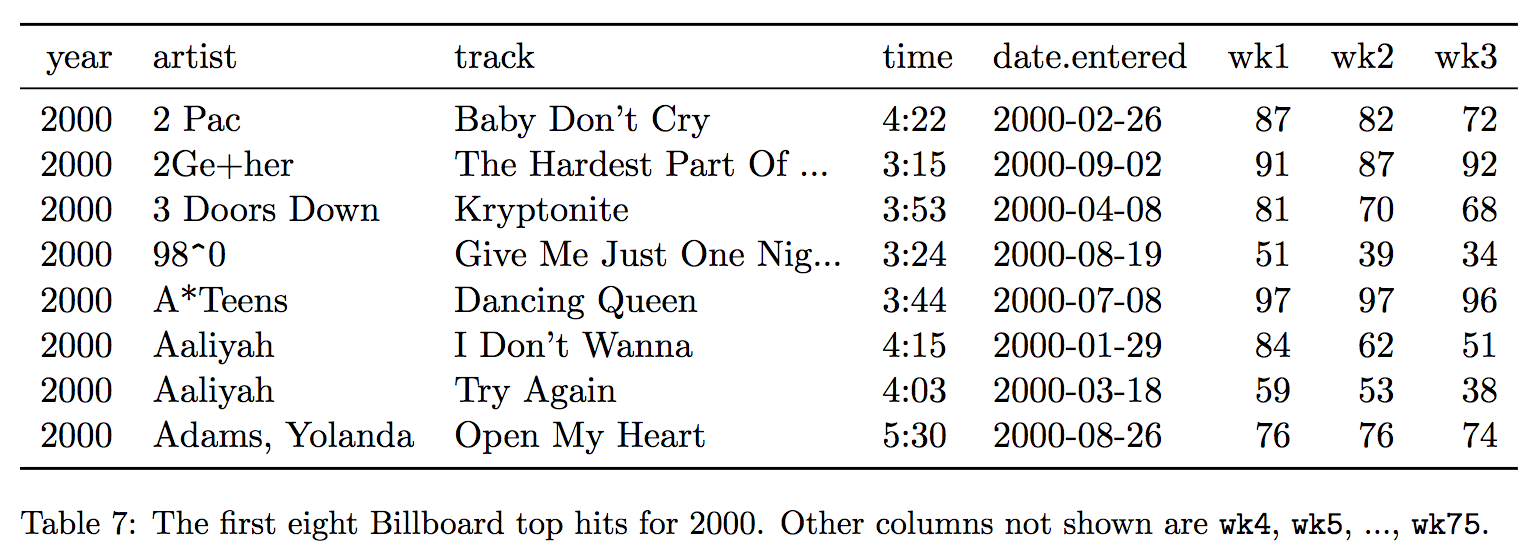 year artist track time date.entered wk1 wk2 wk3
2000 2 Pac Baby Don't Cry 4:22 2000-02-26 87 82 72
2000 2Ge+her The Hardest Part Of ... 3:15 2000-09-02 91 87 92
2000 3 Doors Down Kryptonite 3:53 2000-04-08 81 70 68
2000 98^0 Give Me Just One Nig... 3:24 2000-08-19 51 39 34
2000 A*Teens Dancing Queen 3:44 2000-07-08 97 97 96
2000 Aaliyah I Don't Wanna 4:15 2000-01-29 84 62 51
2000 Aaliyah Try Again 4:03 2000-03-18 59 53 38
2000 Adams, Yolanda Open My Heart 5:30 2000-08-26 76 76 74
Table 7: The first eight Billboard top hits for 2000. Other columns not shown are wk4, wk5, ..., wk75.